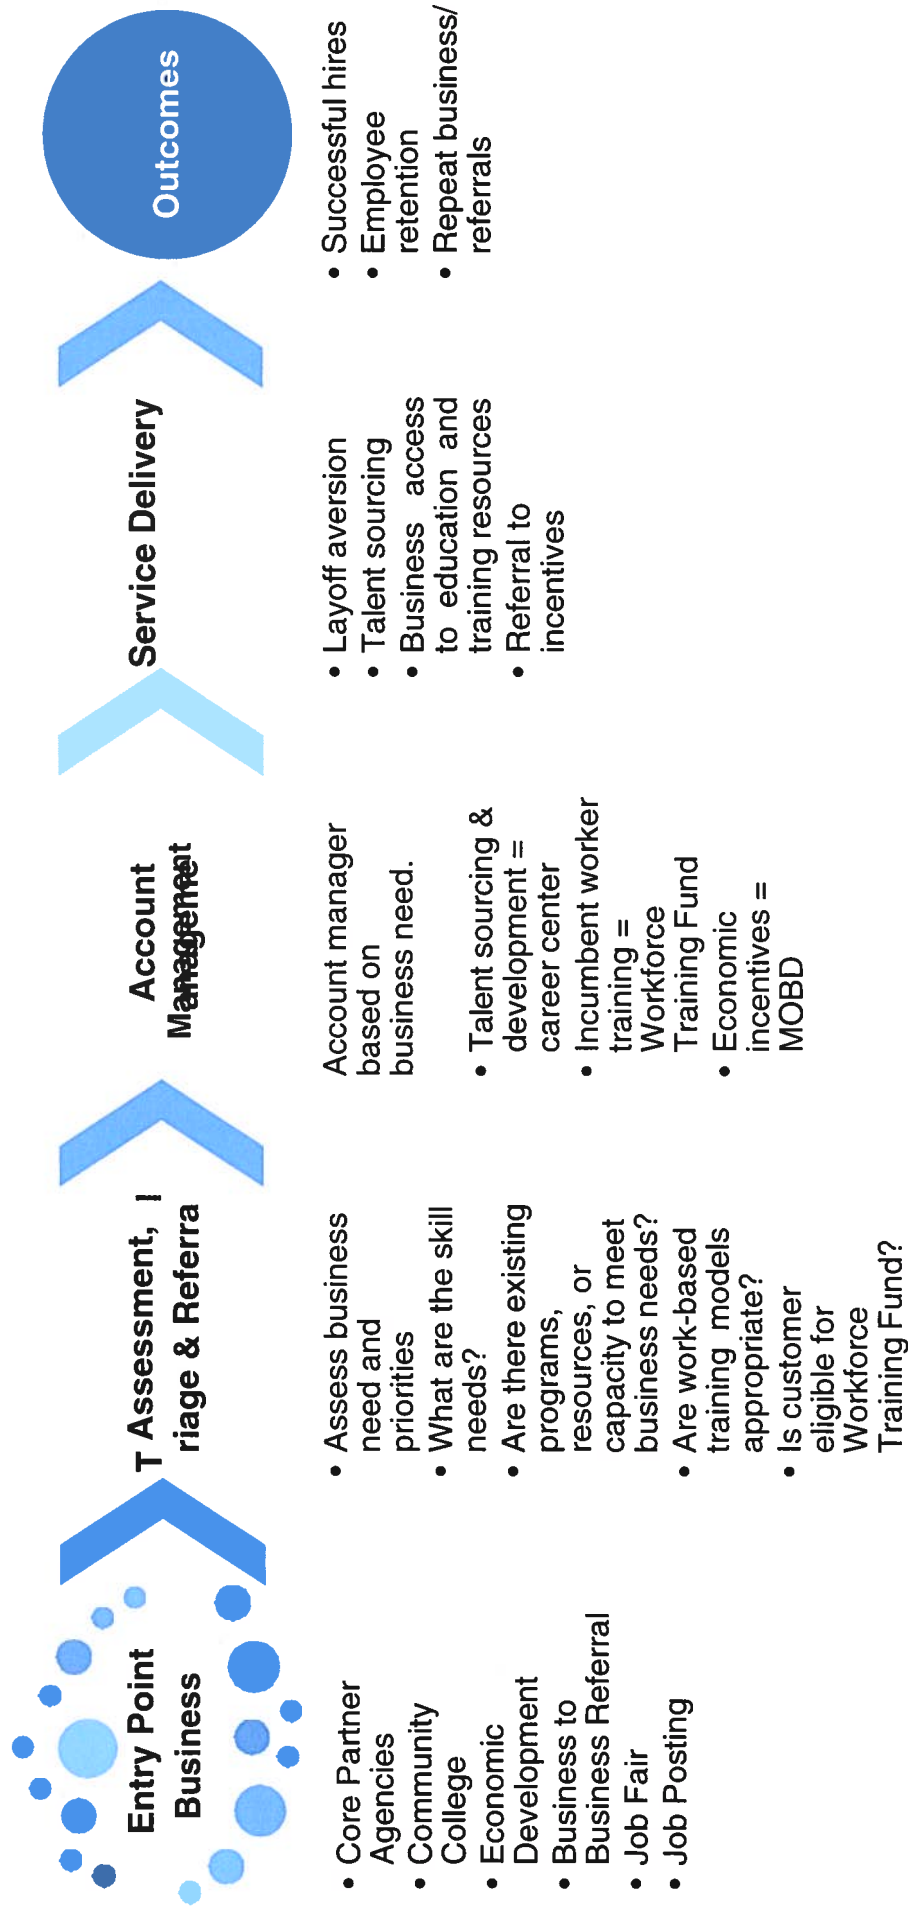 Entry Point
Business
• Core Partner
Agencies
• Community
College
• Economic
Development
• Business to
Business Referral
• Job Fair
• Job Posting
T Assessment, l
riage & Referra
• Assess business
need and
priorities
• What are the skill
needs?
• Are there existing
programs,
resources, or
capacity to meet
business needs?
• Are work-based
training models
appropriate?
• Is customer
eligible for
Workforce
Training Fund?
Account
Management
Account manager
based on
business need.
• Talent sourcing &
development =
career center
• Incumbent worker
training =
Workforce
Training Fund
• Economic
incentives =
MOBD
Service Delivery
• Layoff aversion
• Talent sourcing
• Business access
to education and
training resources
• Referral to
incentives
Outcomes
• Successful hires
• Employee
retention
• Repeat business/
referrals